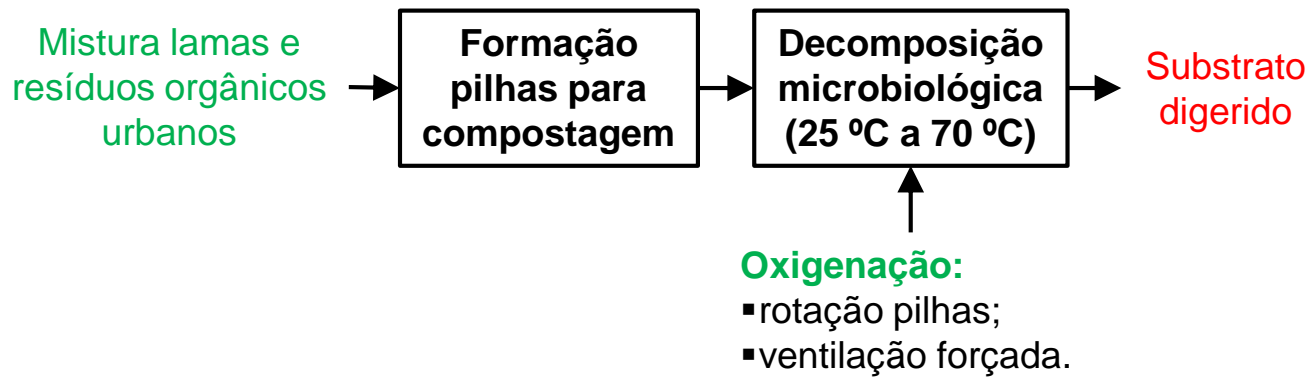 Mistura lamas e
resíduos orgânicos
urbanos
Formação
pilhas para
compostagem
Decomposição
microbiológica
(25 ºC a 70 ºC)
Substrato
digerido
Oxigenação:
▪rotação pilhas;
▪ventilação forçada.